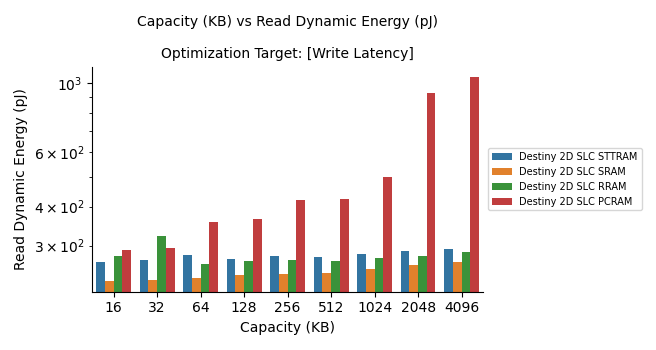 Capacity (KB) vs Read Dynamic Energy (pJ)
Optimization Target: [Write Latency]
Read Dynamic Energy (pJ)
10³
6 × 10²
4 × 10²
3 × 10²
16 32 64 128 256 512 1024 2048 4096
Capacity (KB)
Destiny 2D SLC STTRAM
Destiny 2D SLC SRAM
Destiny 2D SLC RRAM
Destiny 2D SLC PCRAM